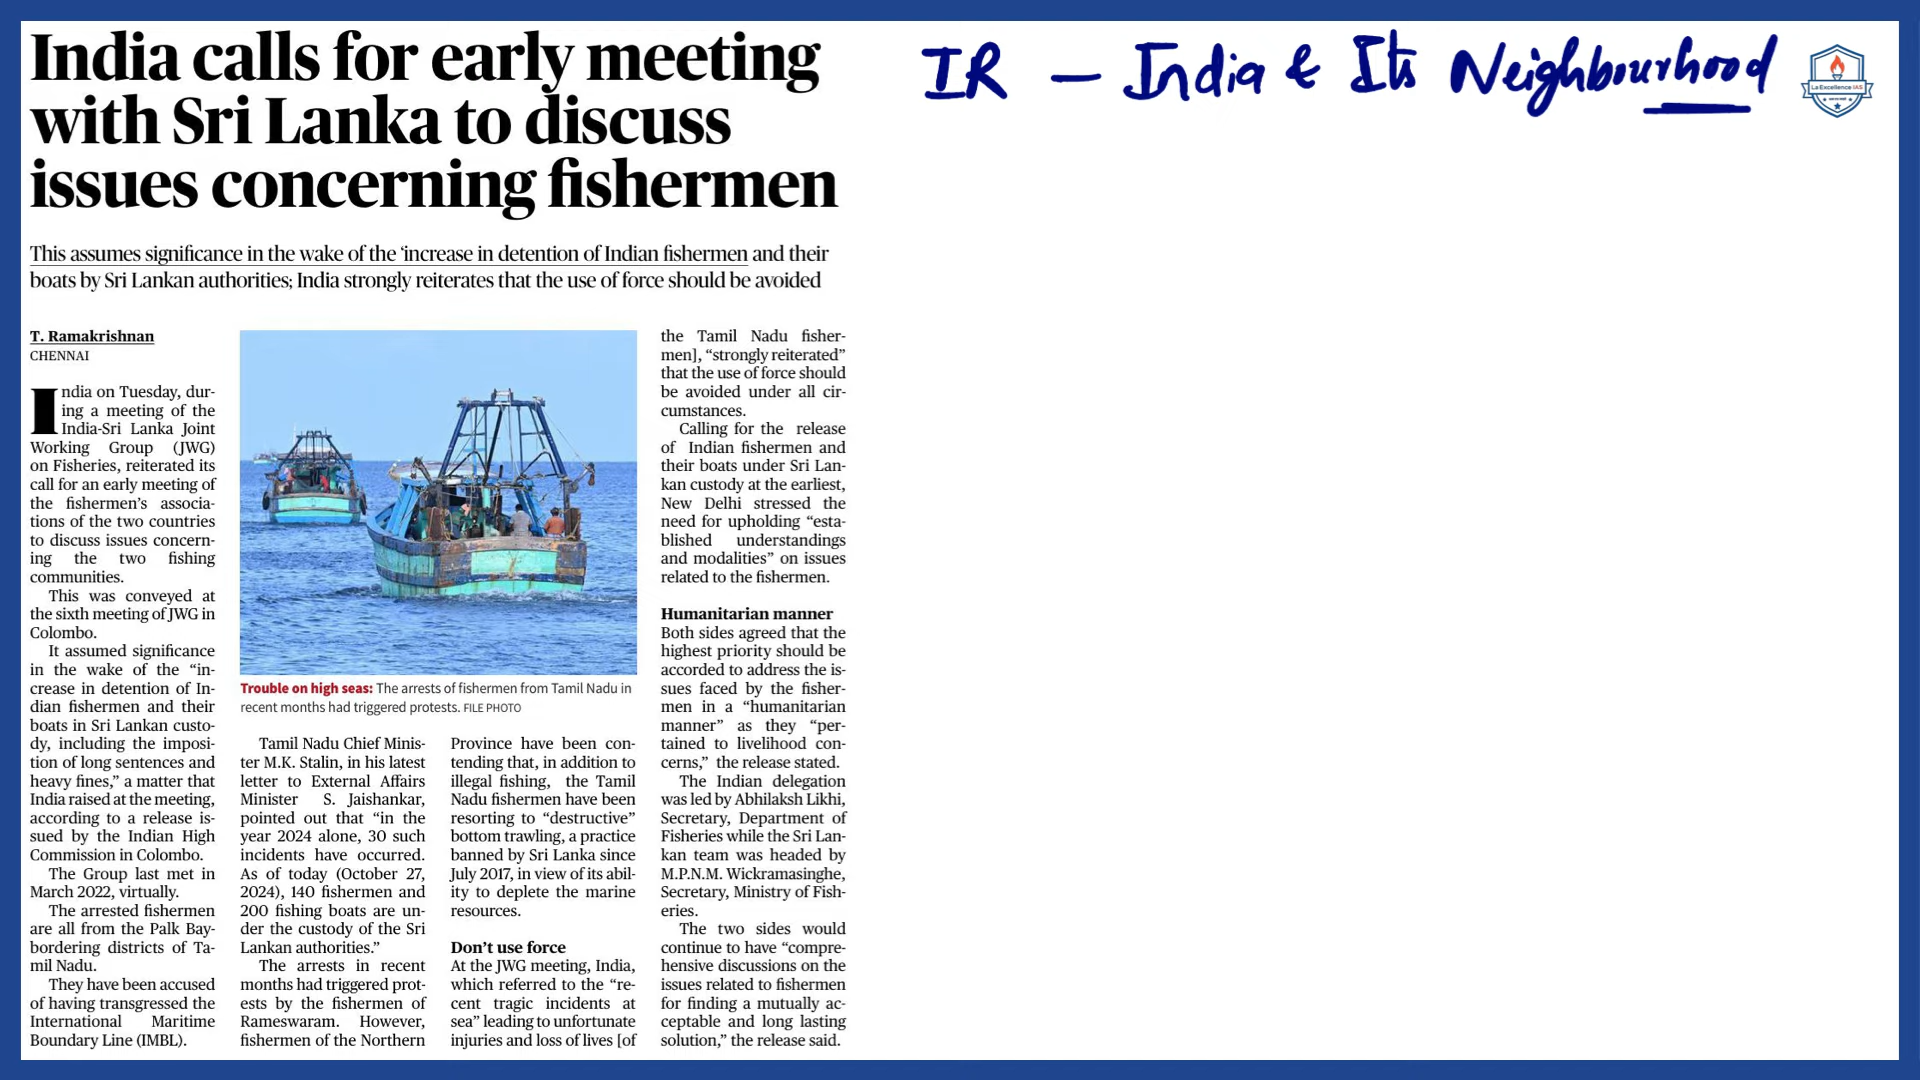 India calls for early meeting
with Sri Lanka to discuss
issues concerning fishermen
This assumes significance in the wake of the ‘increase in detention of Indian fishermen and their
boats by Sri Lankan authorities; India strongly reiterates that the use of force should be avoided
T. Ramakrishnan
CHENNAI
India on Tuesday, dur-
ing a meeting of the
India-Sri Lanka Joint
Working Group (JWG)
on Fisheries, reiterated its
call for an early meeting of
the fishermen’s associa-
tions of the two countries
to discuss issues concern-
ing the two fishing
communities.
This was conveyed at
the sixth meeting of JWG in
Colombo.
It assumed significance
in the wake of the “in-
crease in detention of In-
dian fishermen and their
boats in Sri Lankan custo-
dy, including the imposi-
tion of long sentences and
heavy fines,” a matter that
India raised at the meeting,
according to a release is-
sued by the Indian High
Commission in Colombo.
The Group last met in
March 2022, virtually.
The arrested fishermen
are all from the Palk Bay-
bordering districts of Ta-
mil Nadu.
They have been accused
of having transgressed the
International Maritime
Boundary Line (IMBL).
Trouble on high seas: The arrests of fishermen from Tamil Nadu in
recent months had triggered protests. FILE PHOTO
Tamil Nadu Chief Minis-
ter M.K. Stalin, in his latest
letter to External Affairs
Minister S. Jaishankar,
pointed out that “in the
year 2024 alone, 30 such
incidents have occurred.
As of today (October 27,
2024), 140 fishermen and
200 fishing boats are un-
der the custody of the Sri
Lankan authorities.”
The arrests in recent
months had triggered prot-
ests by the fishermen of
Rameswaram. However,
fishermen of the Northern
Province have been con-
tending that, in addition to
illegal fishing, the Tamil
Nadu fishermen have been
resorting to “destructive”
bottom trawling, a practice
banned by Sri Lanka since
July 2017, in view of its abil-
ity to deplete the marine
resources.
Don’t use force
At the JWG meeting, India,
which referred to the “re-
cent tragic incidents at
sea” leading to unfortunate
injuries and loss of lives [of
the Tamil Nadu fisher-
men], “strongly reiterated”
that the use of force should
be avoided under all cir-
cumstances.
Calling for the release
of Indian fishermen and
their boats under Sri Lan-
kan custody at the earliest,
New Delhi stressed the
need for upholding “esta-
blished understandings
and modalities” on issues
related to the fishermen.
Humanitarian manner
Both sides agreed that the
highest priority should be
accorded to address the is-
sues faced by the fisher-
men in a “humanitarian
manner” as they “per-
tained to livelihood con-
cerns,” the release stated.
The Indian delegation
was led by Abhilaksh Likhi,
Secretary, Department of
Fisheries while the Sri Lan-
kan team was headed by
M.P.N.M. Wickramasinghe,
Secretary, Ministry of Fish-
eries.
The two sides would
continue to have “compre-
hensive discussions on the
issues related to fishermen
for finding a mutually ac-
ceptable and long lasting
solution,” the release said.
IR — India & Its Neighbourhood
La Excellence IAS